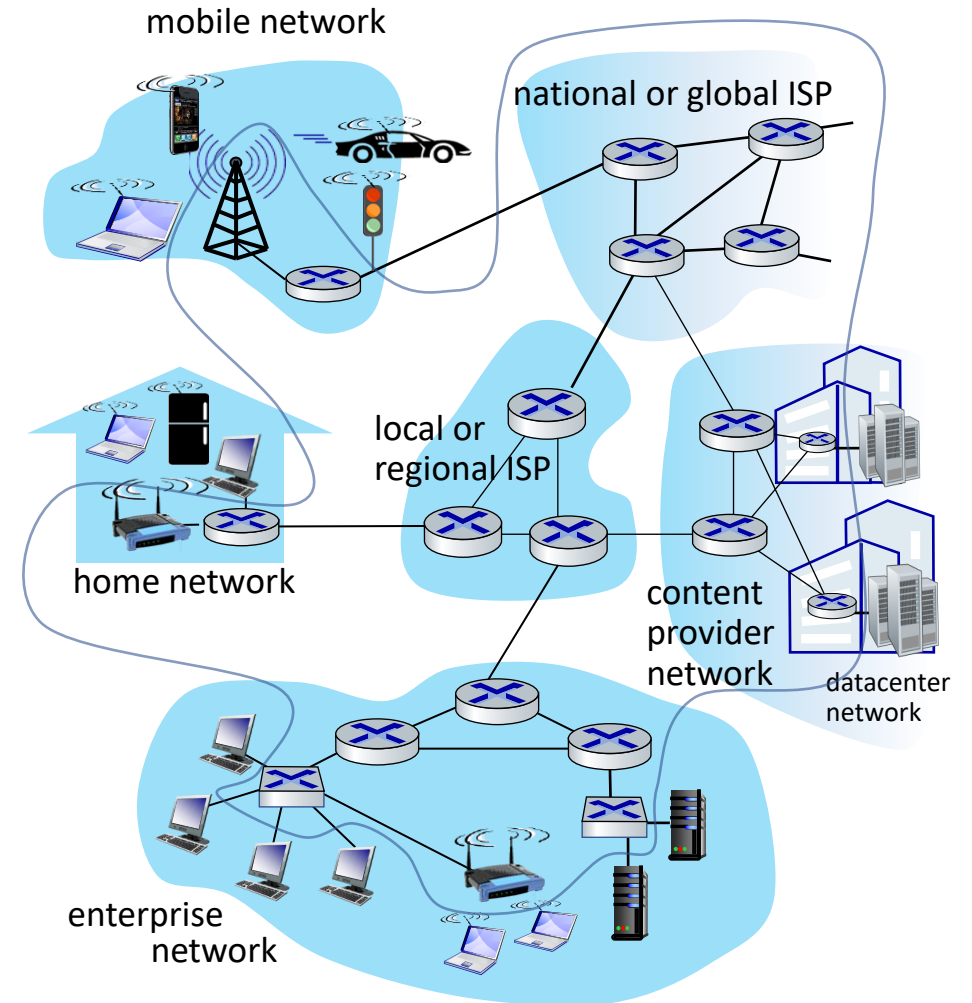 mobile network
national or global ISP
local or
regional ISP
home network
content
provider
network
datacenter
network
enterprise
network